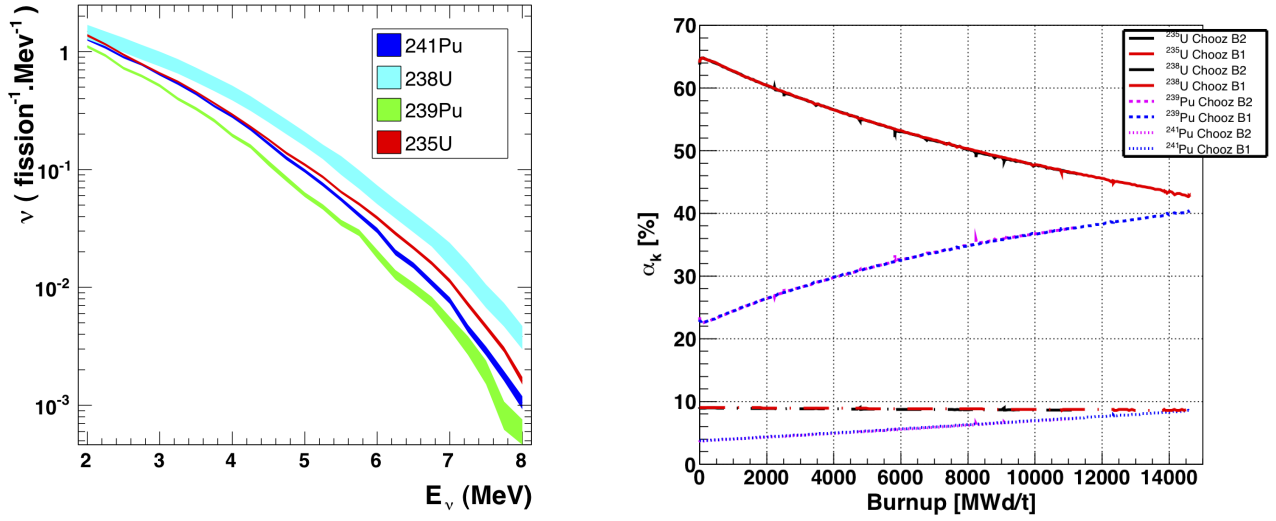 ν ( fission⁻¹.Mev⁻¹)
1
10⁻¹
10⁻²
10⁻³
241Pu
238U
239Pu
235U
2 3 4 5 6 7 8
Eᵥ (MeV)
αₖ [%]
70
60
50
40
30
20
10
0
²³⁵U Chooz B2
²³⁵U Chooz B1
²³⁸U Chooz B2
²³⁸U Chooz B1
²³⁹Pu Chooz B2
²³⁹Pu Chooz B1
²⁴¹Pu Chooz B2
²⁴¹Pu Chooz B1
0 2000 4000 6000 8000 10000 12000 14000
Burnup [MWd/t]